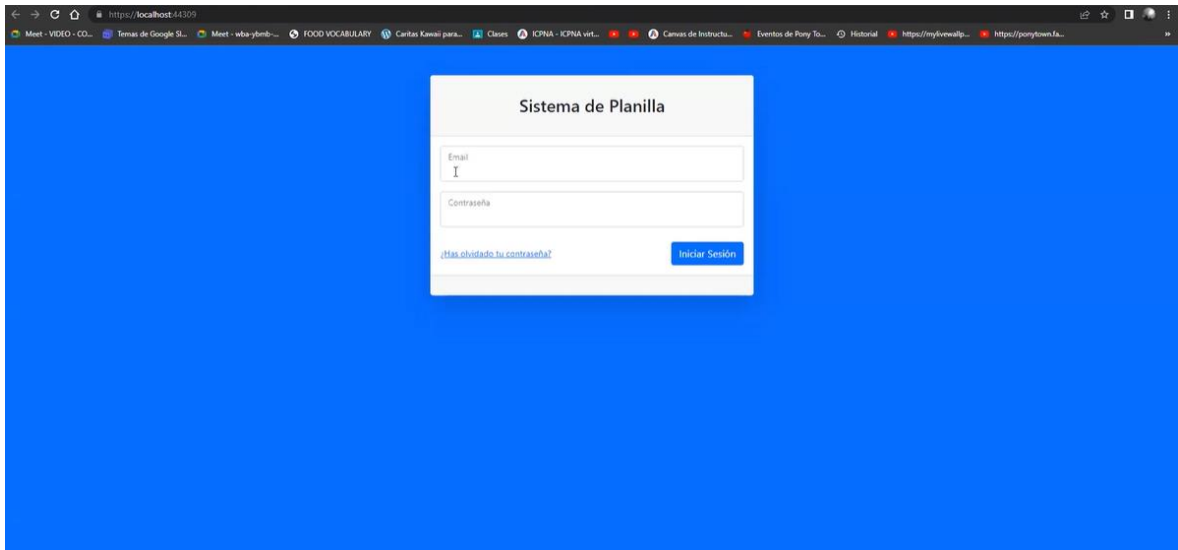 https://localhost:44309
Meet - VIDEO - CO... Temas de Google Sl... Meet - wba-ybmb-... FOOD VOCABULARY Caritas Kawaii para... Clases ICPNA - ICPNA virt... Canvas de Instructu... Eventos de Pony To... Historial https://mylivewallp... https://ponytown.fa... »
Sistema de Planilla
Email
Contraseña
¿Has olvidado tu contraseña? Iniciar Sesión